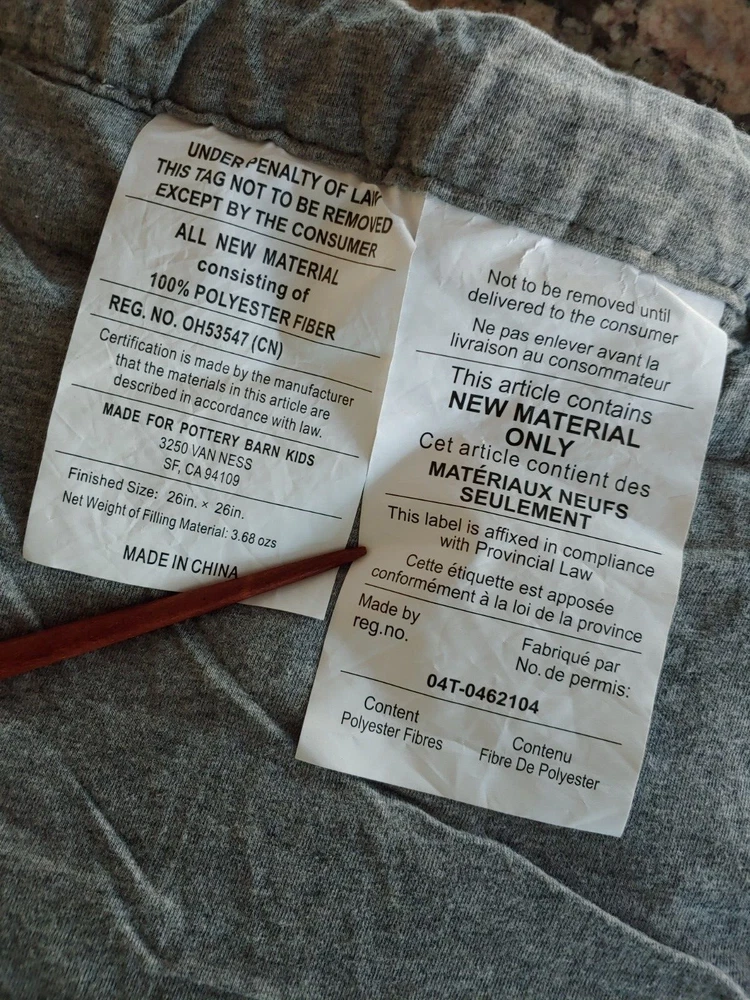 UNDER PENALTY OF LAW
THIS TAG NOT TO BE REMOVED
EXCEPT BY THE CONSUMER
ALL NEW MATERIAL
consisting of
100% POLYESTER FIBER
REG. NO. OH53547 (CN)
Certification is made by the manufacturer
that the materials in this article are
described in accordance with law.
MADE FOR POTTERY BARN KIDS
3250 VAN NESS
SF, CA 94109
Finished Size: 26in. × 26in.
Net Weight of Filling Material: 3.68 ozs
MADE IN CHINA
Not to be removed until
delivered to the consumer
Ne pas enlever avant la
livraison au consommateur
This article contains
NEW MATERIAL
ONLY
Cet article contient des
MATÉRIAUX NEUFS
SEULEMENT
This label is affixed in compliance
with Provincial Law
Cette étiquette est apposée
conformément à la loi de la province
Made by
reg.no.
Fabriqué par
No. de permis:
04T-0462104
Content
Polyester Fibres
Contenu
Fibre De Polyester